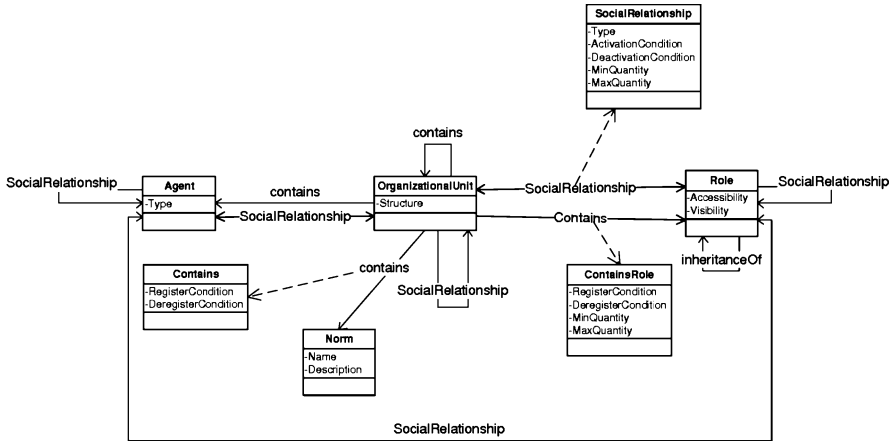 SocialRelationship
-Type
-ActivationCondition
-DeactivationCondition
-MinQuantity
-MaxQuantity
contains
SocialRelationship
Agent
-Type
contains
OrganizationalUnit
-Structure
SocialRelationship
SocialRelationship
Contains
Role
-Accessibility
-Visibility
SocialRelationship
inheritanceOf
Contains
-RegisterCondition
-DeregisterCondition
contains
SocialRelationship
ContainsRole
-RegisterCondition
-DeregisterCondition
-MinQuantity
-MaxQuantity
Norm
-Name
-Description
SocialRelationship